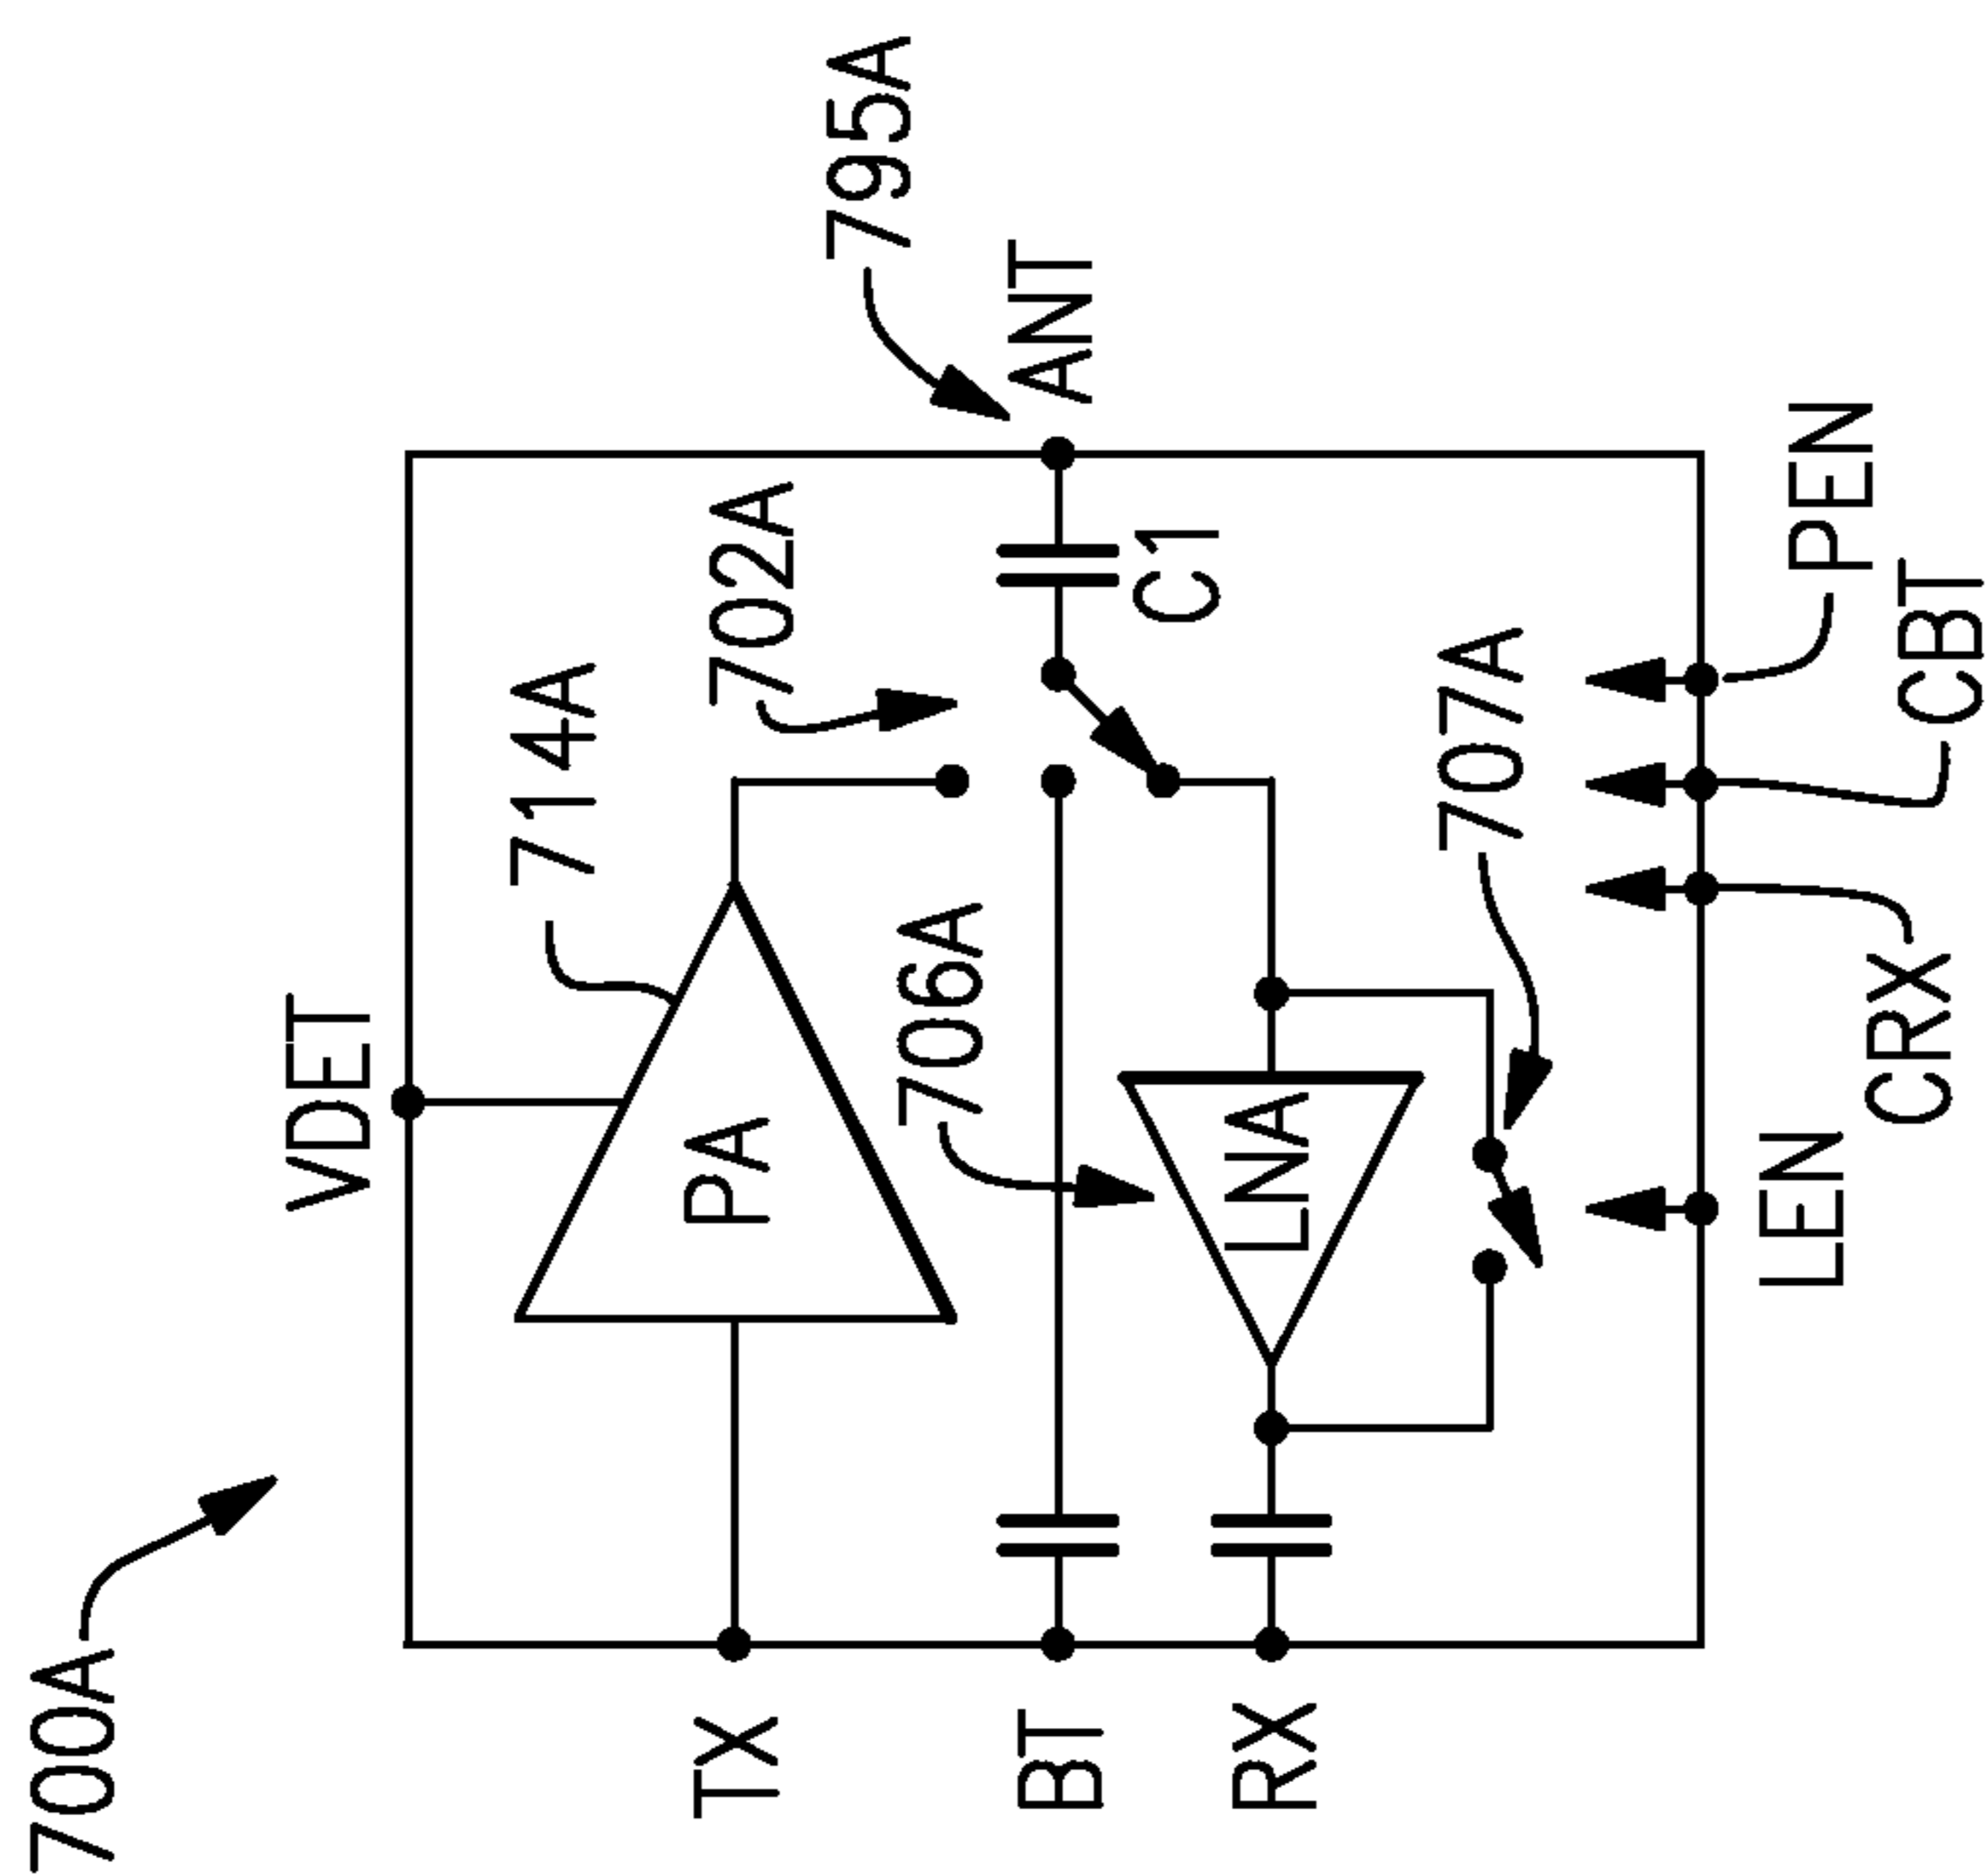 700A
VDET
714A
702A
795A
TX
PA
706A
ANT
BT
C1
RX
LNA
707A
LEN
CRX
CBT
PEN